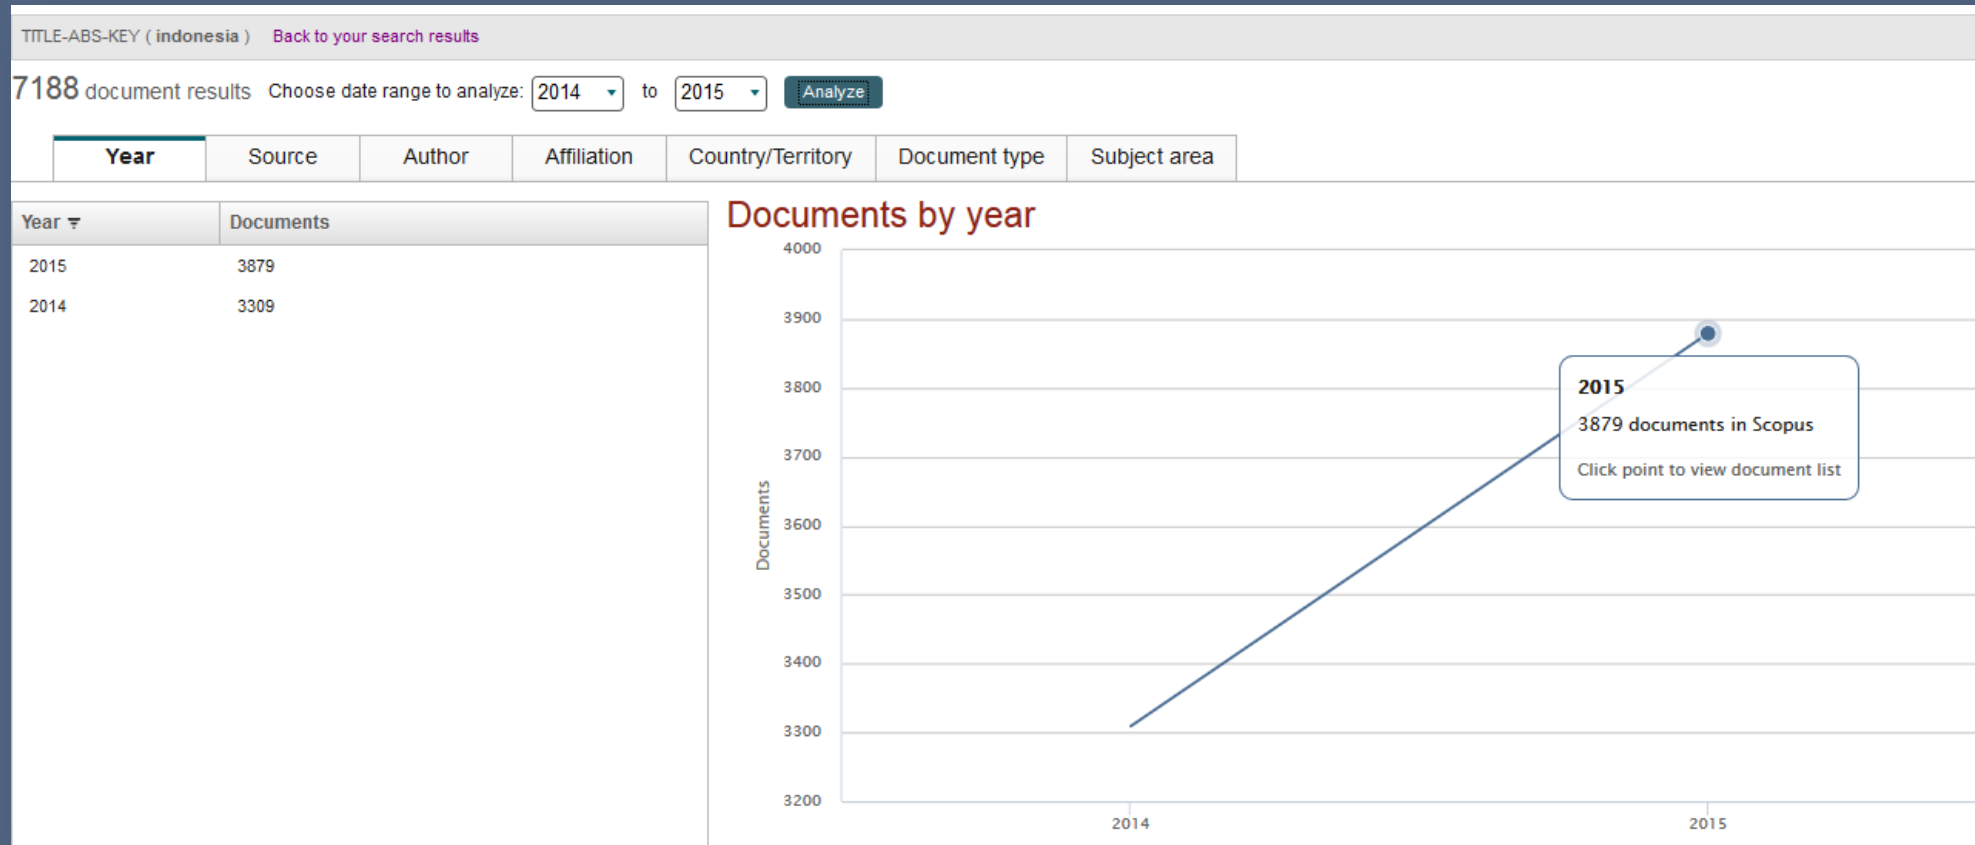 TITLE-ABS-KEY ( indonesia ) Back to your search results
7188 document results Choose date range to analyze: 2014 to 2015 Analyze
Year Source Author Affiliation Country/Territory Document type Subject area
Year Documents
2015 3879
2014 3309
Documents by year
4000
3900
3800
3700
3600
3500
3400
3300
3200
Documents
2014 2015
2015
3879 documents in Scopus
Click point to view document list